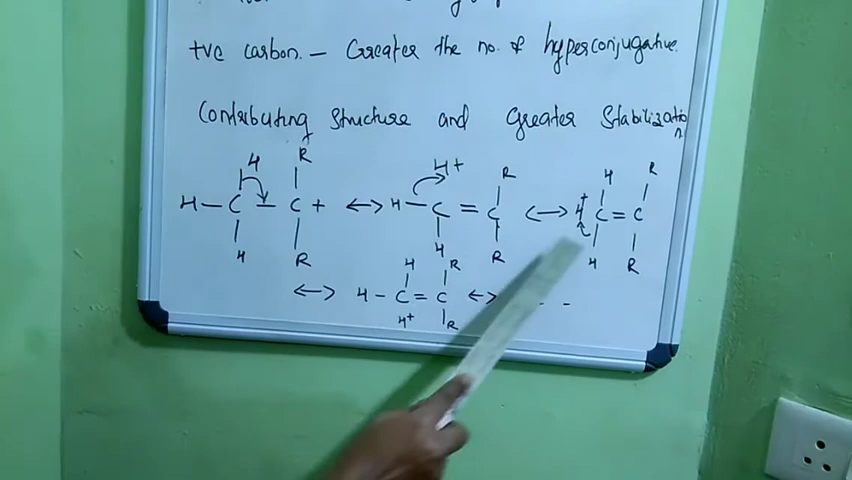 +ve carbon. — Greater the no. of hyperconjugative
Contributing structure and greater Stabilization
H R H+ R H R
H — C — C + ↔ H — C = C ↔ H+ C = C
H R H R H R
H R
↔ H — C = C ↔ - -
H+ R